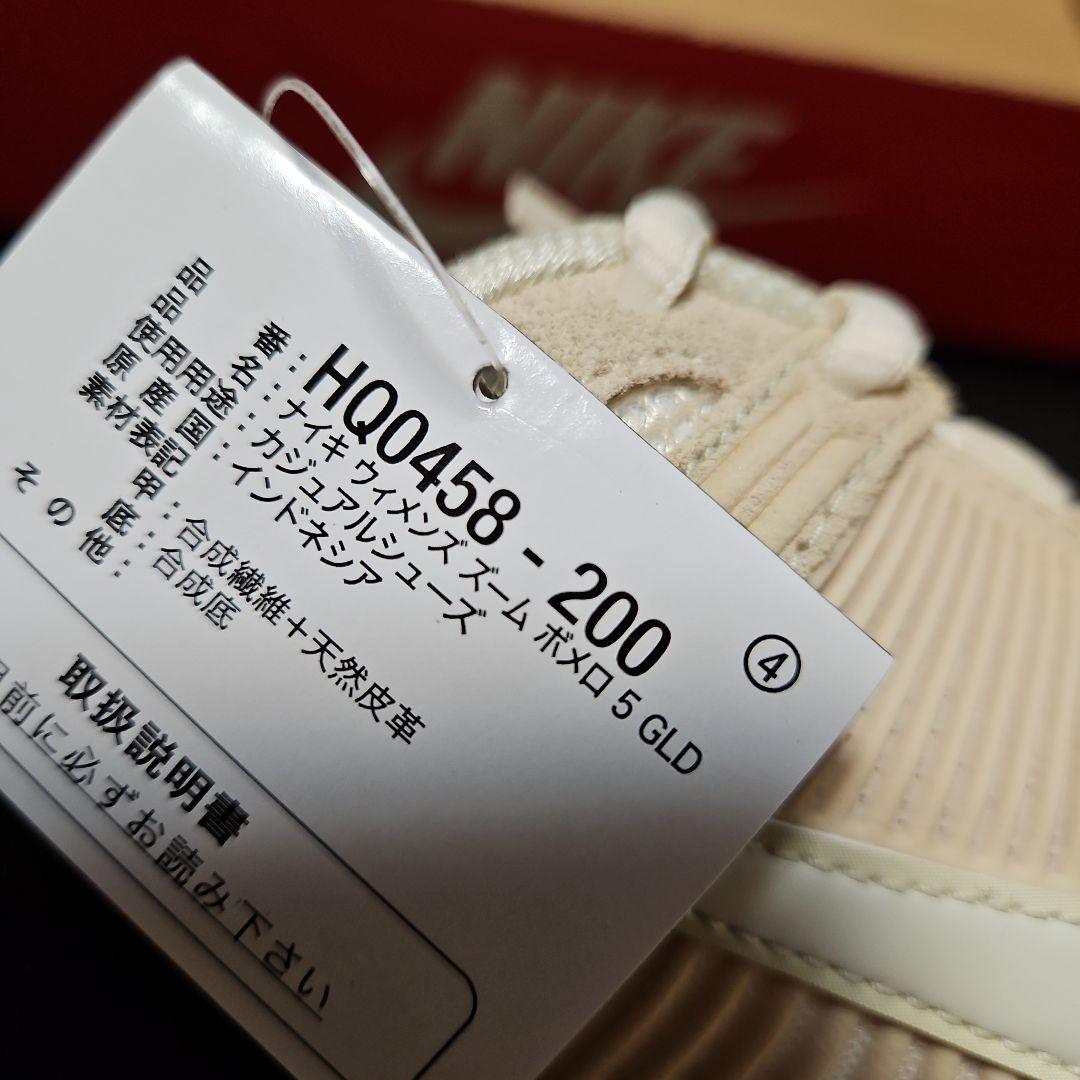 NIKE
品番：HQ0458-200
品名：ナイキ ウィメンズ ズーム ボメロ 5 GLD
使用用途：カジュアルシューズ
原産国：インドネシア
素材表記 甲：合成繊維＋天然皮革
底：合成底
その他：
④
取扱説明書
用前に必ずお読み下さい